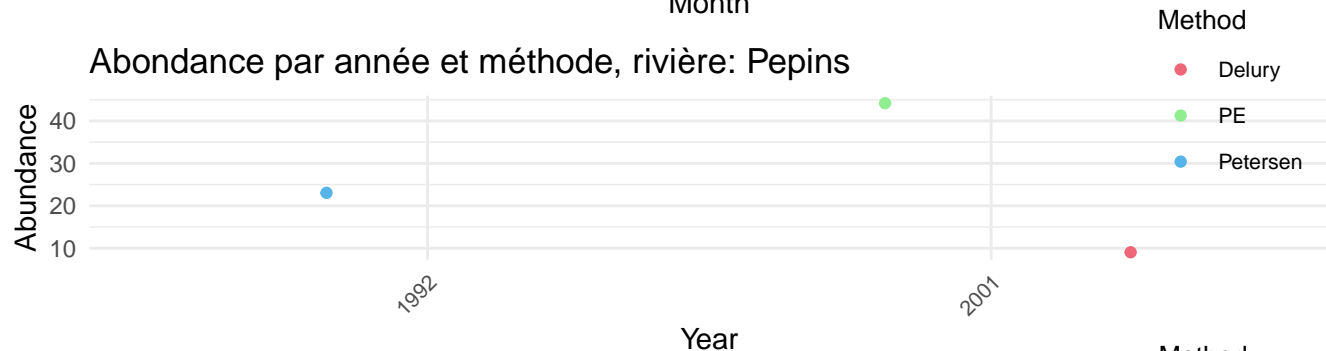 Month
Method
Abondance par année et méthode, rivière: Pepins
Delury
PE
Petersen
Abundance
40
30
20
10
1992
2001
Year
Method